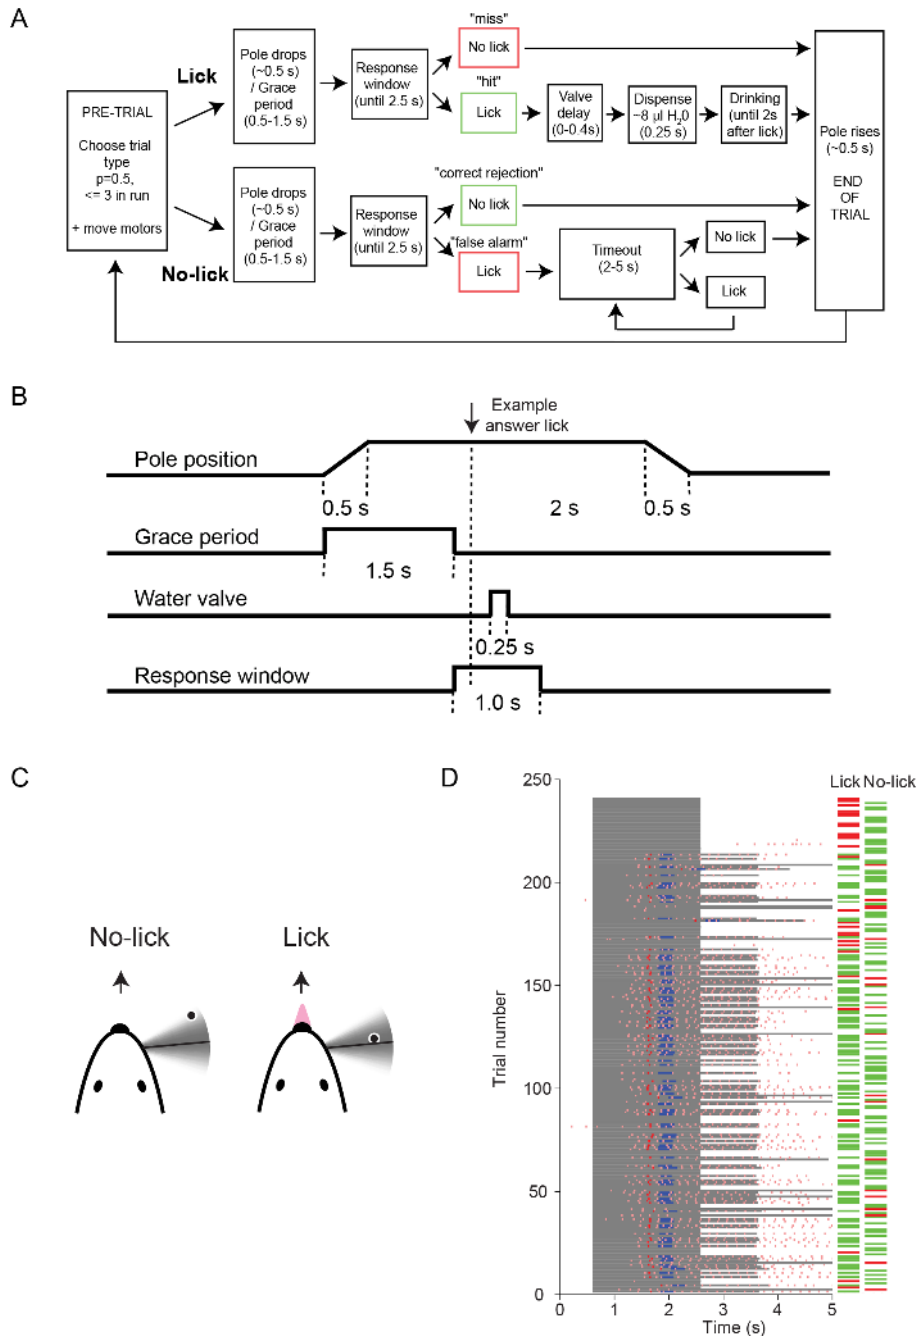 A
PRE-TRIAL
Choose trial
type
p=0.5,
<= 3 in run
+ move motors
Lick
No-lick
Pole drops
(~0.5 s)
/ Grace
period
(0.5-1.5 s)
Response
window
(until 2.5 s)
"miss"
No lick
"hit"
Lick
Valve
delay
(0-0.4s)
Dispense
~8 µl H20
(0.25 s)
Drinking
(until 2s
after lick)
Pole drops
(~0.5 s)
/ Grace
period
(0.5-1.5 s)
Response
window
(until 2.5 s)
"correct rejection"
No lick
"false alarm"
Lick
Timeout
(2-5 s)
No lick
Lick
Pole rises
(~0.5 s)
END
OF
TRIAL
B
Example
answer lick
Pole position
0.5 s
2 s
0.5 s
Grace period
1.5 s
Water valve
0.25 s
Response window
1.0 s
C
No-lick
Lick
D
Lick No-lick
250
200
150
100
50
0
Trial number
0 1 2 3 4 5
Time (s)